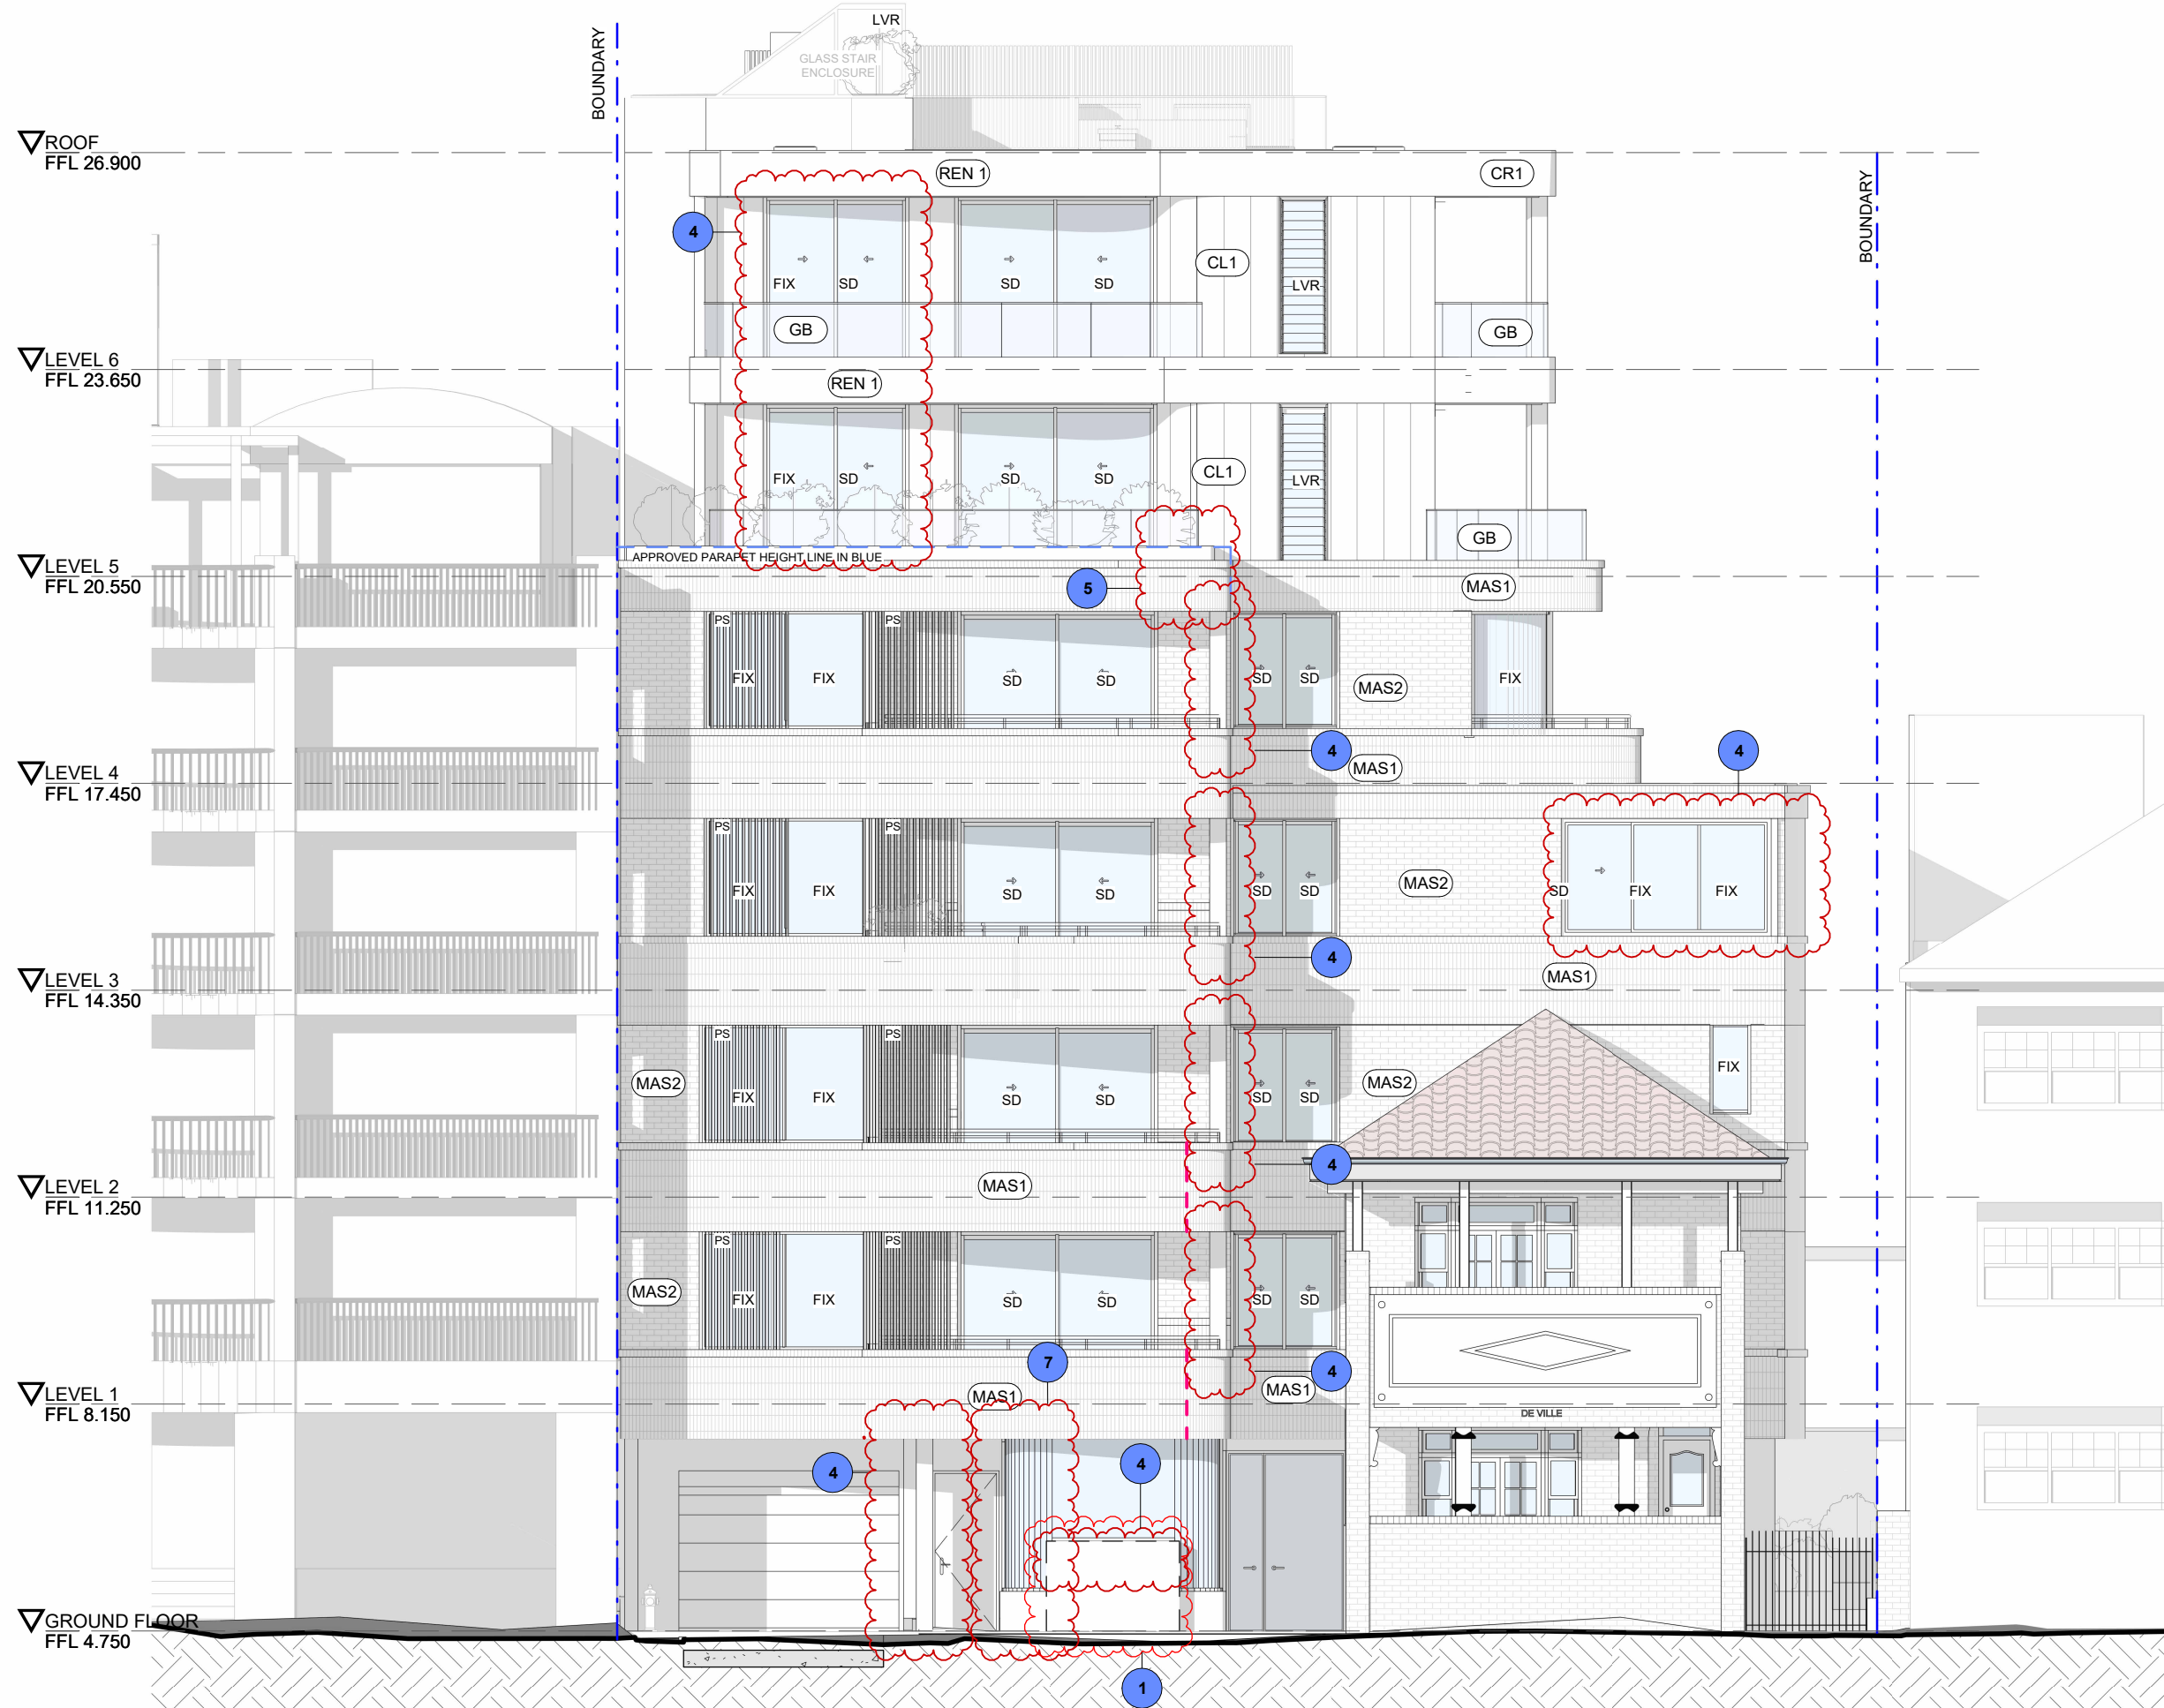 LVR
GLASS STAIR
ENCLOSURE
BOUNDARY
ROOF
FFL 26.900
REN 1
CR1
BOUNDARY
4
CL1
FIX
SD
SD
SD
LVR
GB
GB
LEVEL 6
FFL 23.650
REN 1
CL1
FIX
SD
SD
SD
LVR
GB
APPROVED PARAPET HEIGHT LINE IN BLUE
LEVEL 5
FFL 20.550
5
MAS1
PS
PS
FIX
FIX
SD
SD
SD
SD
MAS2
FIX
4
4
MAS1
LEVEL 4
FFL 17.450
PS
PS
FIX
FIX
SD
SD
SD
SD
MAS2
SD
FIX
FIX
4
MAS1
LEVEL 3
FFL 14.350
PS
PS
MAS2
FIX
FIX
SD
SD
SD
SD
MAS2
FIX
4
LEVEL 2
FFL 11.250
MAS1
PS
PS
MAS2
FIX
FIX
SD
SD
SD
SD
7
4
LEVEL 1
FFL 8.150
MAS1
MAS1
DE VILLE
4
4
GROUND FLOOR
FFL 4.750
1